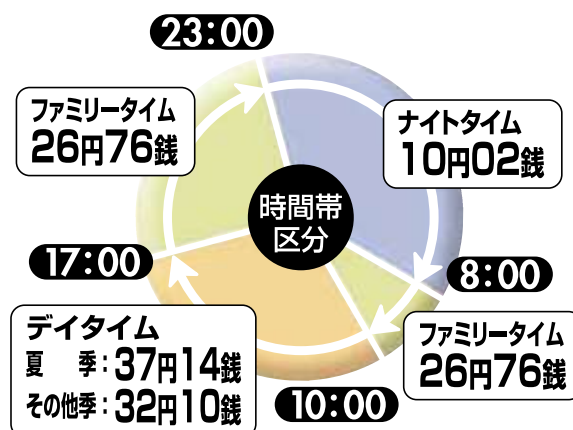 23:00
ファミリータイム
26円76銭
ナイトタイム
10円02銭
時間帯
区分
17:00
8:00
デイタイム
夏 季:37円14銭
その他季:32円10銭
ファミリータイム
26円76銭
10:00